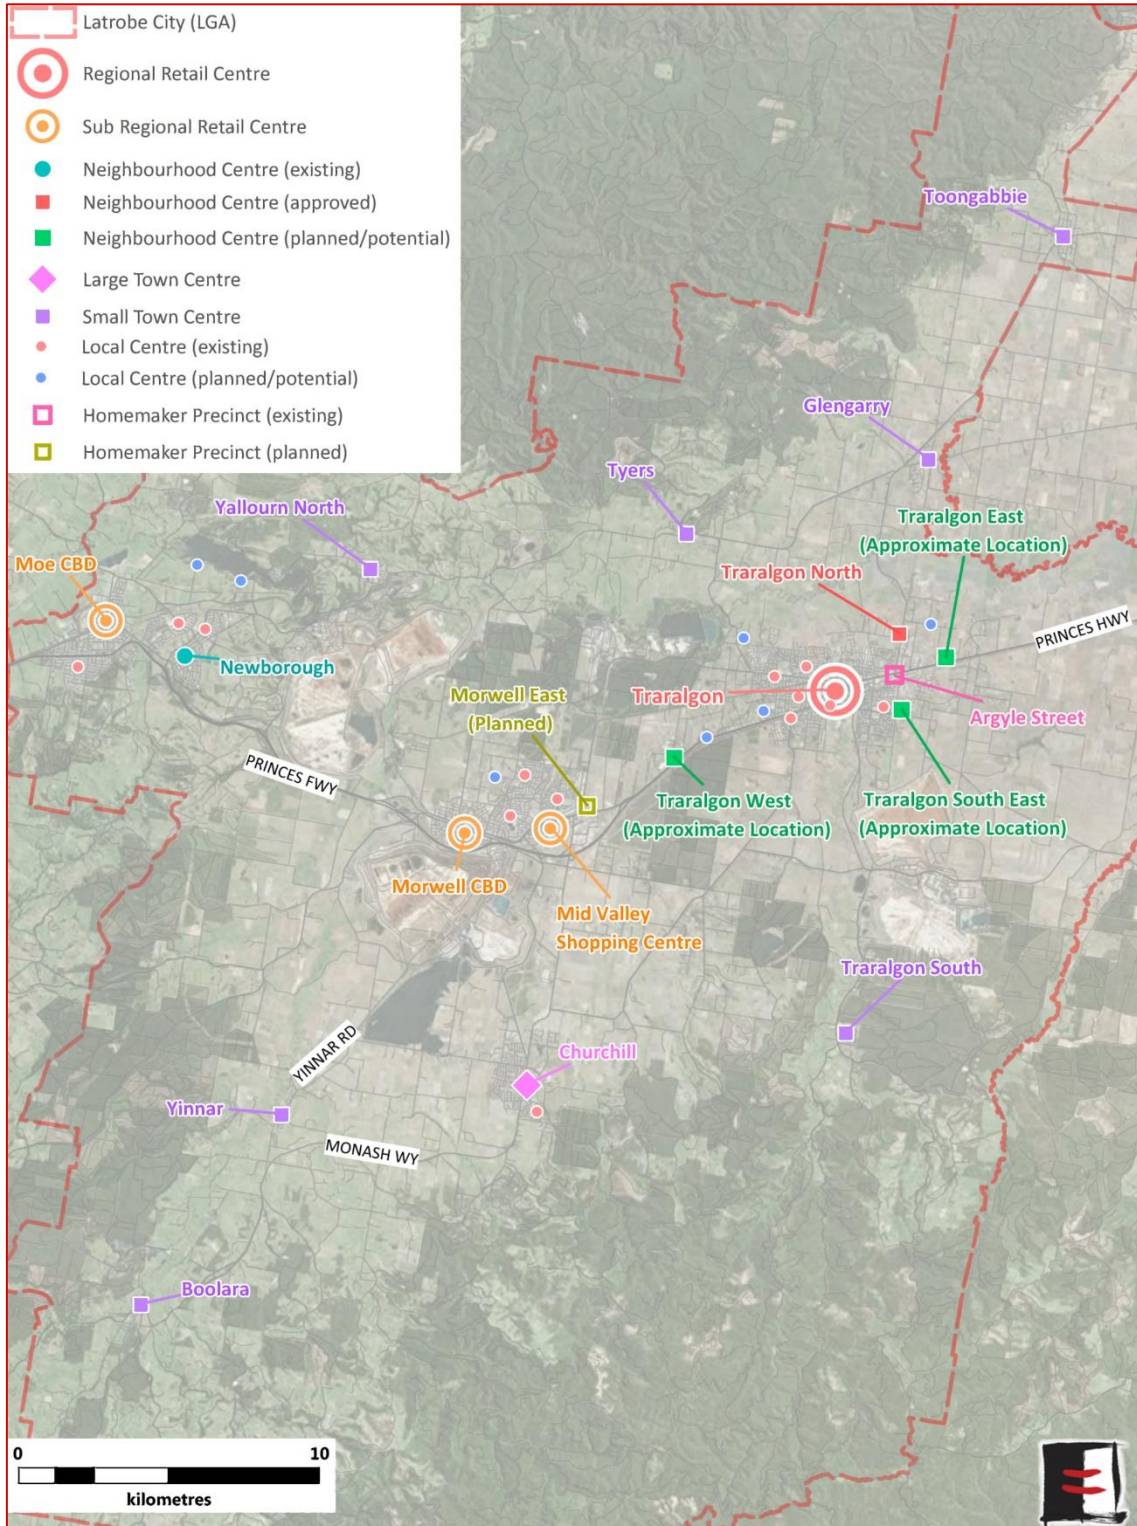 Latrobe City (LGA)
Regional Retail Centre
Sub Regional Retail Centre
Neighbourhood Centre (existing)
Neighbourhood Centre (approved)
Neighbourhood Centre (planned/potential)
Large Town Centre
Small Town Centre
Local Centre (existing)
Local Centre (planned/potential)
Homemaker Precinct (existing)
Homemaker Precinct (planned)
Toongabbie
Glengarry
Tyers
Yallourn North
Traralgon East
(Approximate Location)
Moe CBD
Traralgon North
PRINCES HWY
Newborough
Morwell East
(Planned)
Traralgon
Argyle Street
PRINCES FWY
Traralgon West
(Approximate Location)
Traralgon South East
(Approximate Location)
Morwell CBD
Mid Valley
Shopping Centre
Traralgon South
YINNAR RD
Churchill
Yinnar
MONASH WY
Boolara
0 10
kilometres